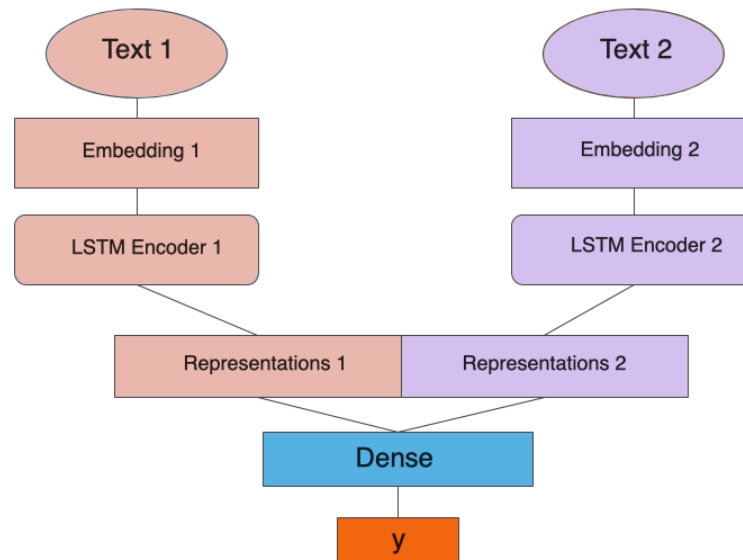 Text 1
Text 2
Embedding 1
Embedding 2
LSTM Encoder 1
LSTM Encoder 2
Representations 1
Representations 2
Dense
y